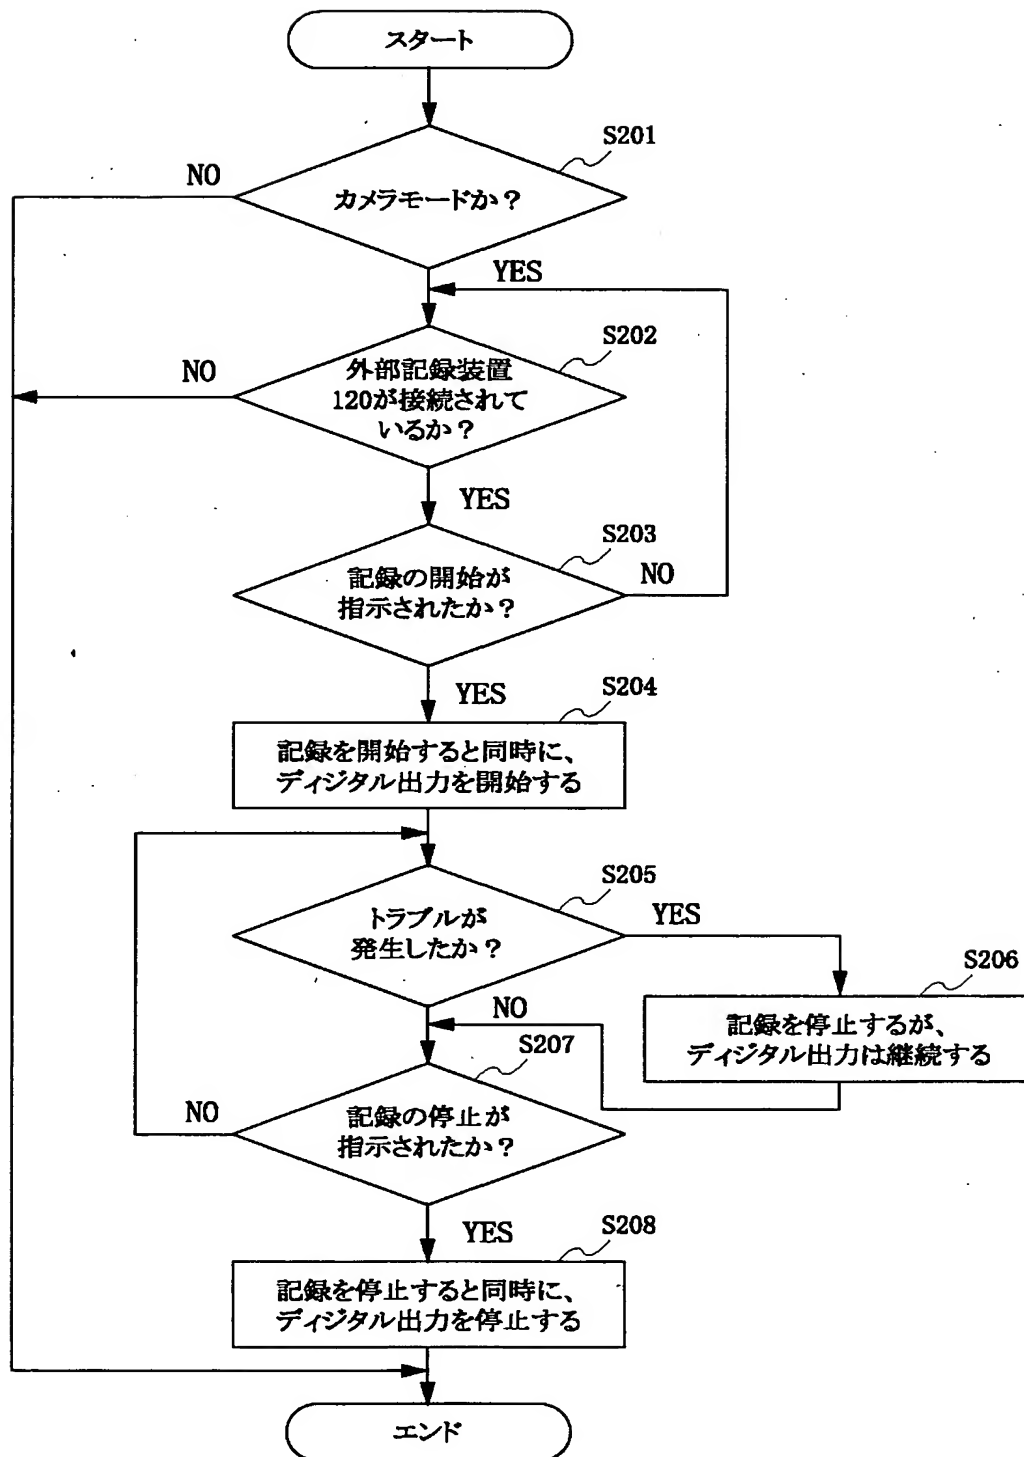 スタート
S201
NO
カメラモードか？
YES
S202
NO
外部記録装置
120が接続されて
いるか？
YES
S203
記録の開始が
指示されたか？
NO
YES
S204
記録を開始すると同時に、
ディジタル出力を開始する
S205
トラブルが
発生したか？
YES
S206
NO
記録を停止するが、
ディジタル出力は継続する
S207
NO
記録の停止が
指示されたか？
YES
S208
記録を停止すると同時に、
ディジタル出力を停止する
エンド